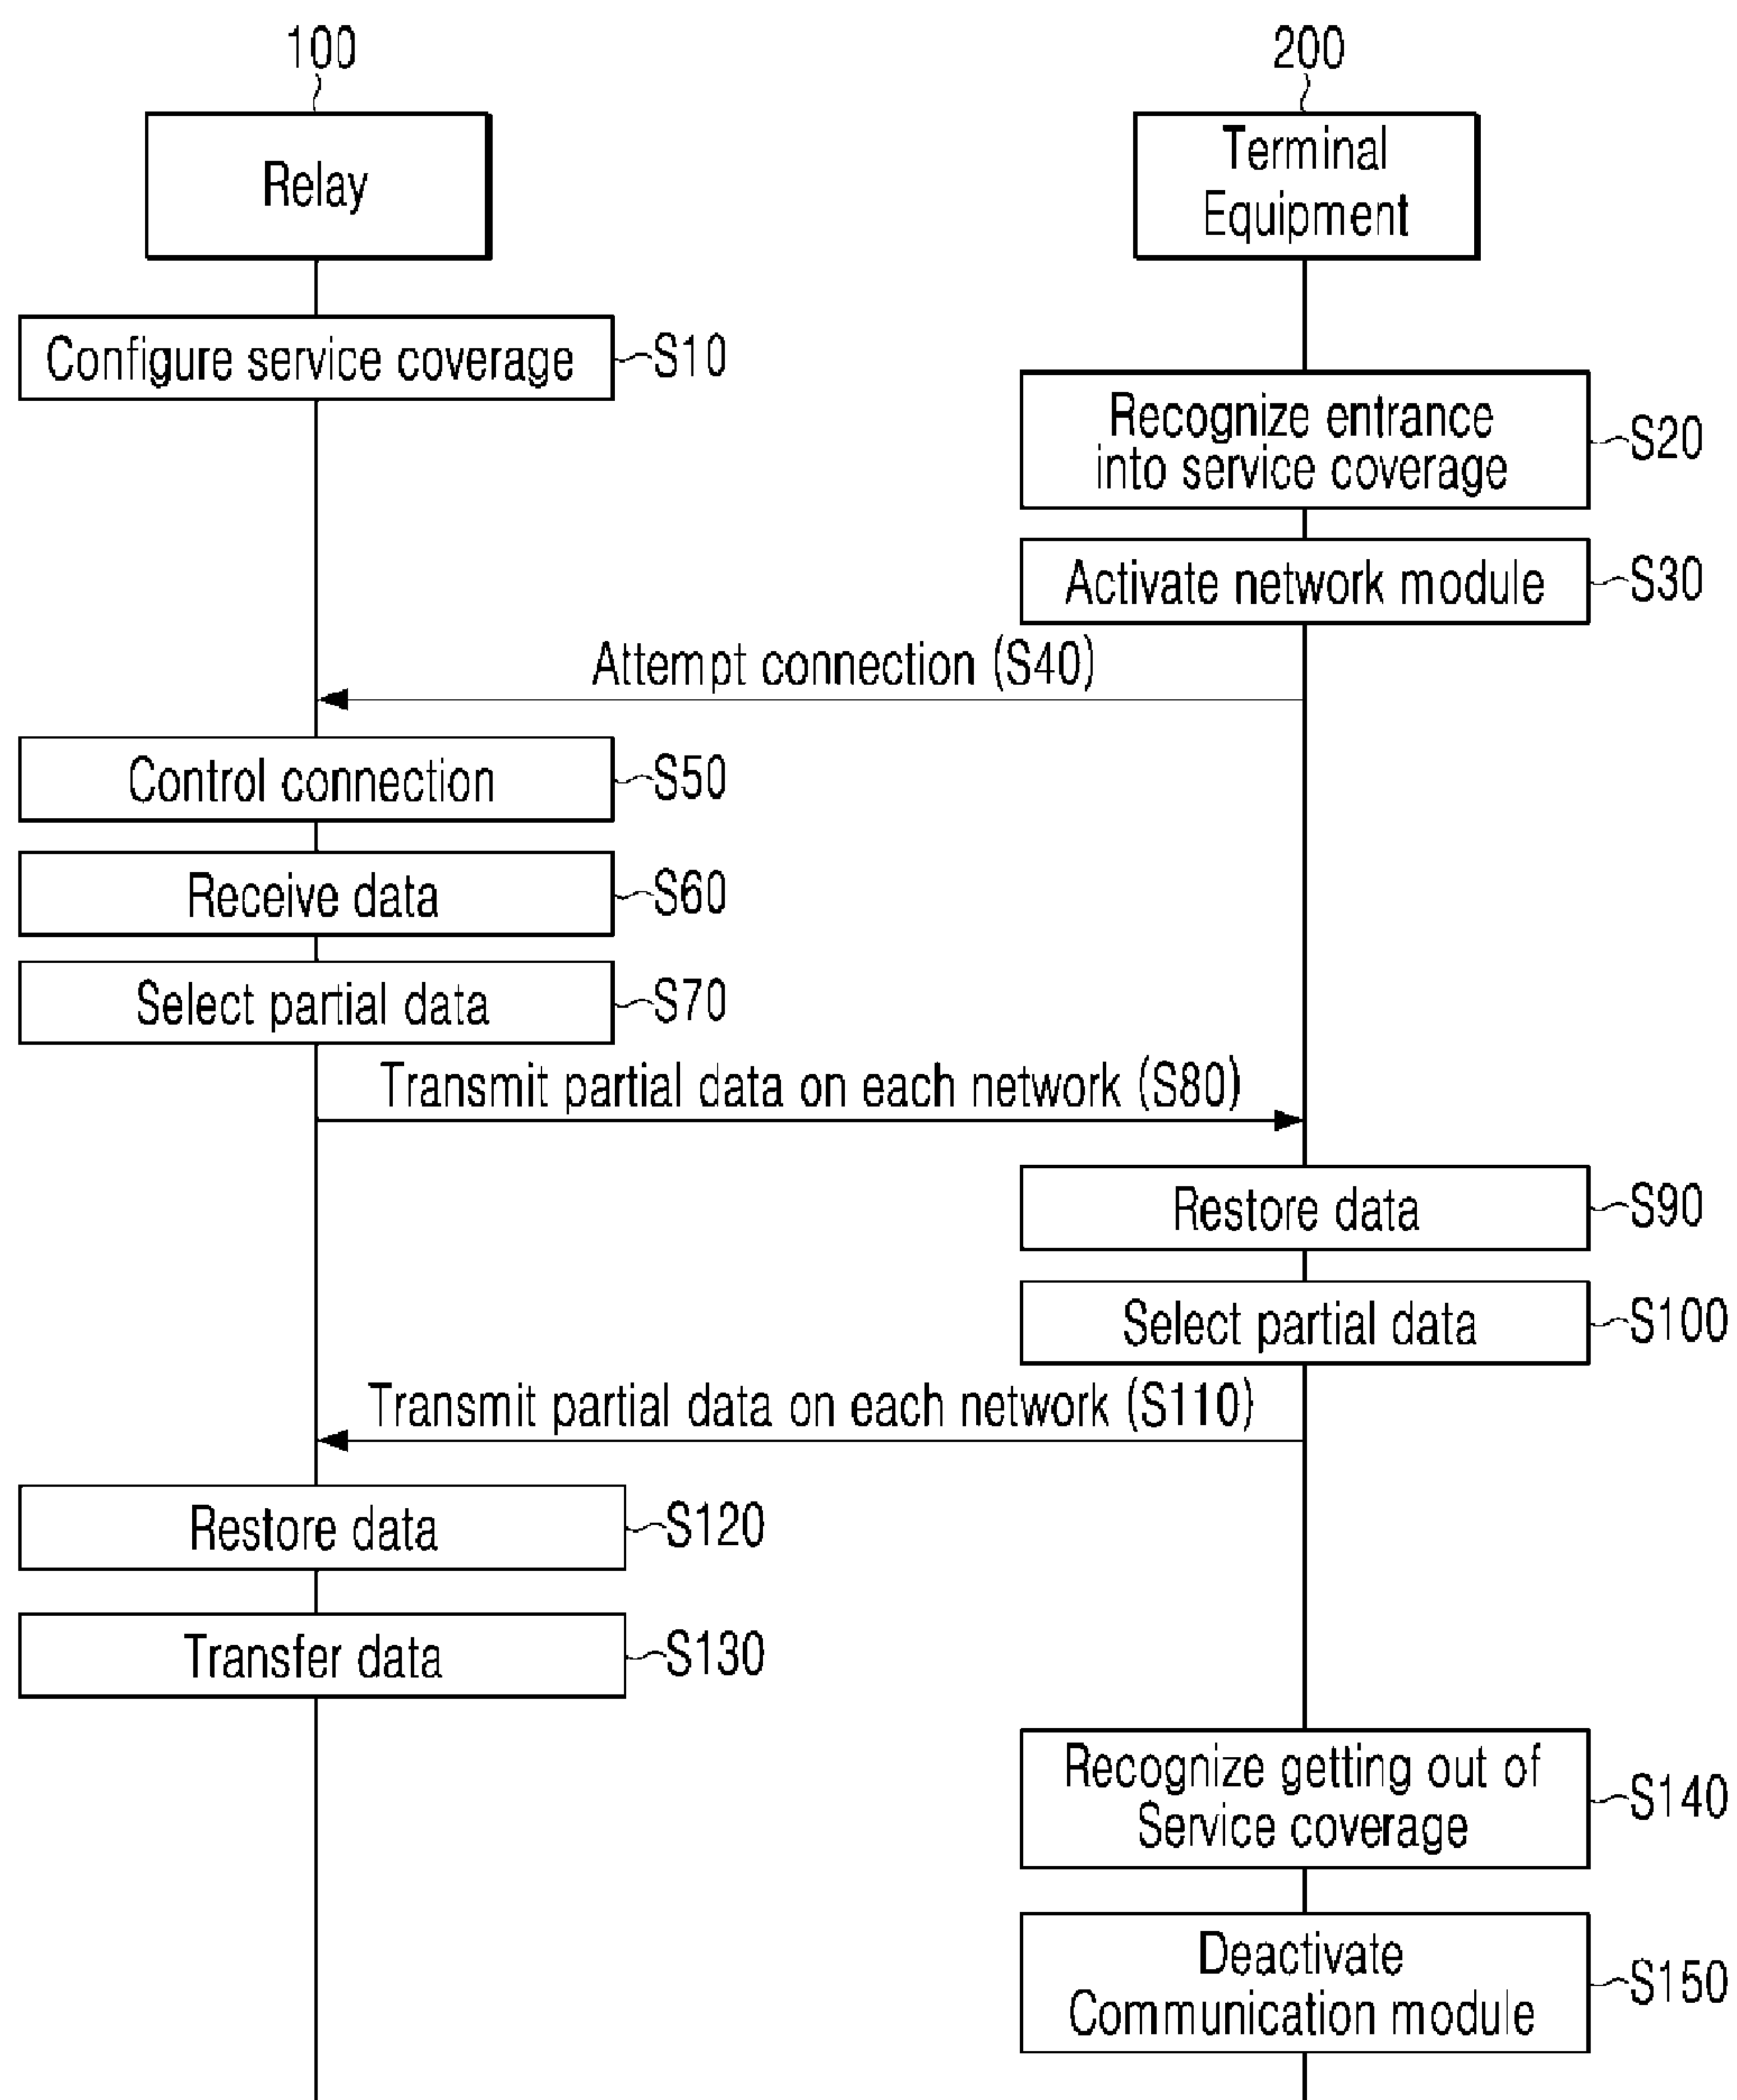 100
200
Relay
Terminal
Equipment
Configure service coverage
S10
Recognize entrance
into service coverage
S20
Activate network module
S30
Attempt connection (S40)
Control connection
S50
Receive data
S60
Select partial data
S70
Transmit partial data on each network (S80)
Restore data
S90
Select partial data
S100
Transmit partial data on each network (S110)
Restore data
S120
Transfer data
S130
Recognize getting out of
Service coverage
S140
Deactivate
Communication module
S150